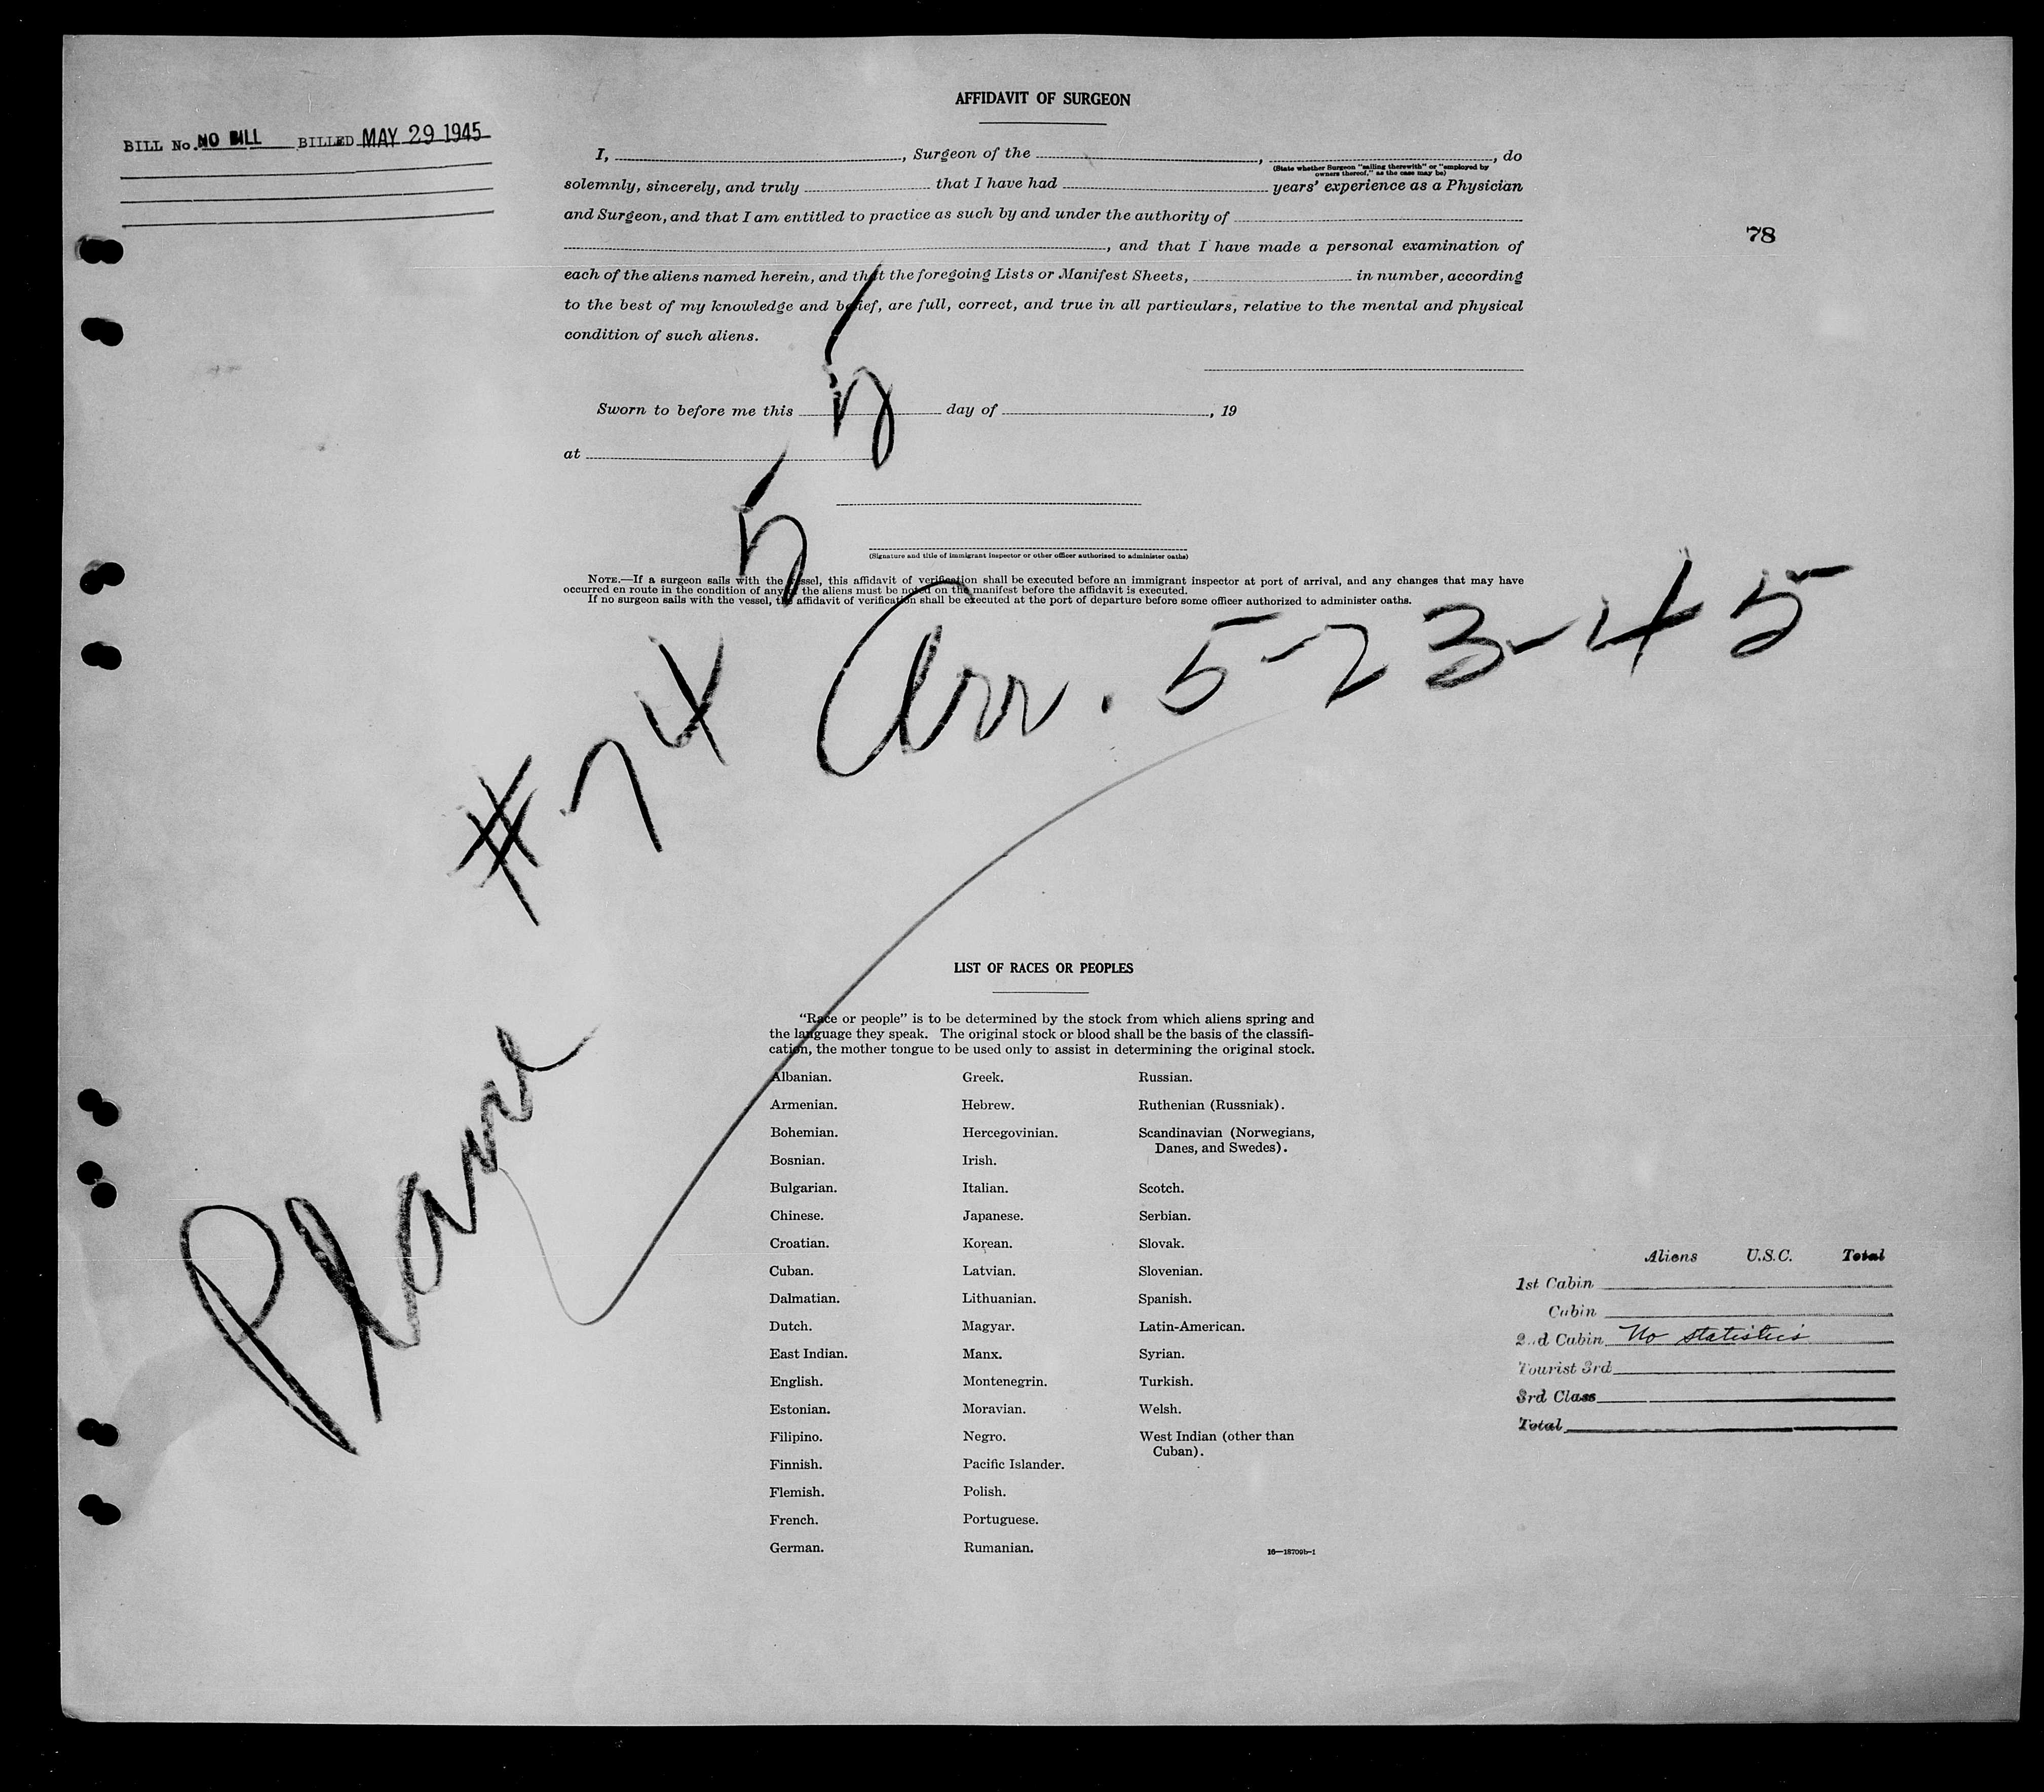 AFFIDAVIT OF SURGEON
BILL No. NO BILL BILLED MAY 29 1945
I, , Surgeon of the , , do
(State whether Surgeon "sailing therewith" or "employed by
owners thereof," as the case may be)
solemnly, sincerely, and truly that I have had years' experience as a Physician
and Surgeon, and that I am entitled to practice as such by and under the authority of
, and that I have made a personal examination of
78
each of the aliens named herein, and that the foregoing Lists or Manifest Sheets, in number, according
to the best of my knowledge and belief, are full, correct, and true in all particulars, relative to the mental and physical
condition of such aliens.
Sworn to before me this day of , 19
at
(Signature and title of immigrant inspector or other officer authorized to administer oaths)
NOTE.—If a surgeon sails with the vessel, this affidavit of verification shall be executed before an immigrant inspector at port of arrival, and any changes that may have
occurred en route in the condition of any of the aliens must be noted on the manifest before the affidavit is executed.
If no surgeon sails with the vessel, the affidavit of verification shall be executed at the port of departure before some officer authorized to administer oaths.
Plane #74 55
Arr. 5-23-45
LIST OF RACES OR PEOPLES
"Race or people" is to be determined by the stock from which aliens spring and
the language they speak. The original stock or blood shall be the basis of the classifi-
cation, the mother tongue to be used only to assist in determining the original stock.
Albanian. Greek. Russian.
Armenian. Hebrew. Ruthenian (Russniak).
Bohemian. Hercegovinian. Scandinavian (Norwegians,
Danes, and Swedes).
Bosnian. Irish.
Bulgarian. Italian. Scotch.
Chinese. Japanese. Serbian.
Croatian. Korean. Slovak.
Cuban. Latvian. Slovenian.
Dalmatian. Lithuanian. Spanish.
Dutch. Magyar. Latin-American.
East Indian. Manx. Syrian.
English. Montenegrin. Turkish.
Estonian. Moravian. Welsh.
Filipino. Negro. West Indian (other than
Cuban).
Finnish. Pacific Islander.
Flemish. Polish.
French. Portuguese.
German. Rumanian.
16—18709b-1
Aliens U.S.C. Total
1st Cabin
Cabin
2nd Cabin No statistics
Tourist 3rd
3rd Class
Total